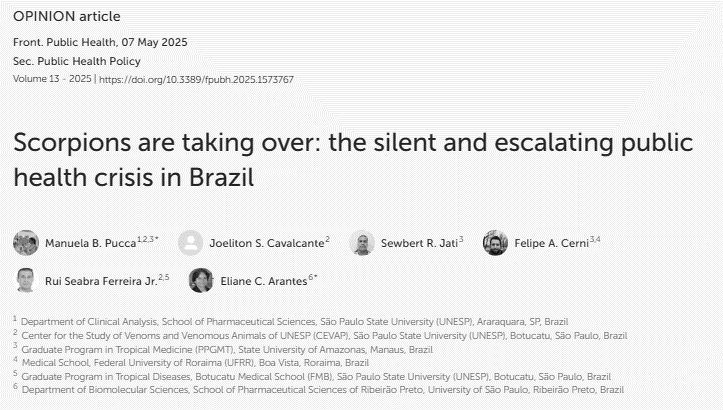 OPINION article
Front. Public Health, 07 May 2025
Sec. Public Health Policy
Volume 13 - 2025 | https://doi.org/10.3389/fpubh.2025.1573767
Scorpions are taking over: the silent and escalating public
health crisis in Brazil
Manuela B. Pucca1,2,3* Joeliton S. Cavalcante2 Sewbert R. Jati3 Felipe A. Cerni3,4
Rui Seabra Ferreira Jr.2,5 Eliane C. Arantes6*
1 Department of Clinical Analysis, School of Pharmaceutical Sciences, São Paulo State University (UNESP), Araraquara, SP, Brazil
2 Center for the Study of Venoms and Venomous Animals of UNESP (CEVAP), São Paulo State University (UNESP), Botucatu, São Paulo, Brazil
3 Graduate Program in Tropical Medicine (PPGMT), State University of Amazonas, Manaus, Brazil
4 Medical School, Federal University of Roraima (UFRR), Boa Vista, Roraima, Brazil
5 Graduate Program in Tropical Diseases, Botucatu Medical School (FMB), São Paulo State University (UNESP), Botucatu, São Paulo, Brazil
6 Department of Biomolecular Sciences, School of Pharmaceutical Sciences of Ribeirão Preto, University of São Paulo, Ribeirão Preto, Brazil